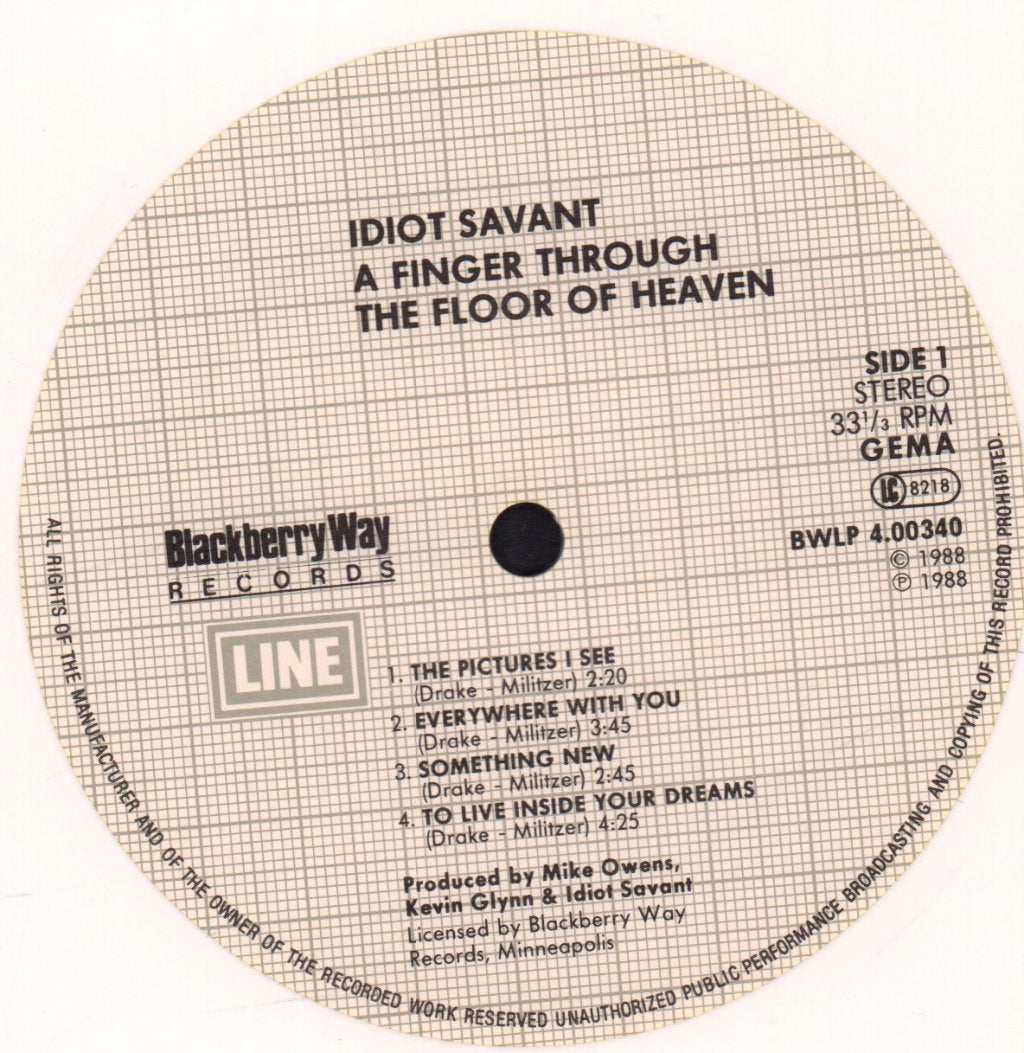 IDIOT SAVANT
A FINGER THROUGH
THE FLOOR OF HEAVEN
SIDE 1
STEREO
33¹/₃ RPM
GEMA
LC 8218
BWLP 4.00340
© 1988
℗ 1988
BlackberryWay
RECORDS
LINE
1. THE PICTURES I SEE
(Drake - Militzer) 2:20
2. EVERYWHERE WITH YOU
(Drake - Militzer) 3:45
3. SOMETHING NEW
(Drake - Militzer) 2:45
4. TO LIVE INSIDE YOUR DREAMS
(Drake - Militzer) 4:25
Produced by Mike Owens,
Kevin Glynn & Idiot Savant
Licensed by Blackberry Way
Records, Minneapolis
ALL RIGHTS OF THE MANUFACTURER AND OF THE OWNER OF THE RECORDED WORK RESERVED UNAUTHORIZED PUBLIC PERFORMANCE BROADCASTING AND COPYING OF THIS RECORD PROHIBITED.